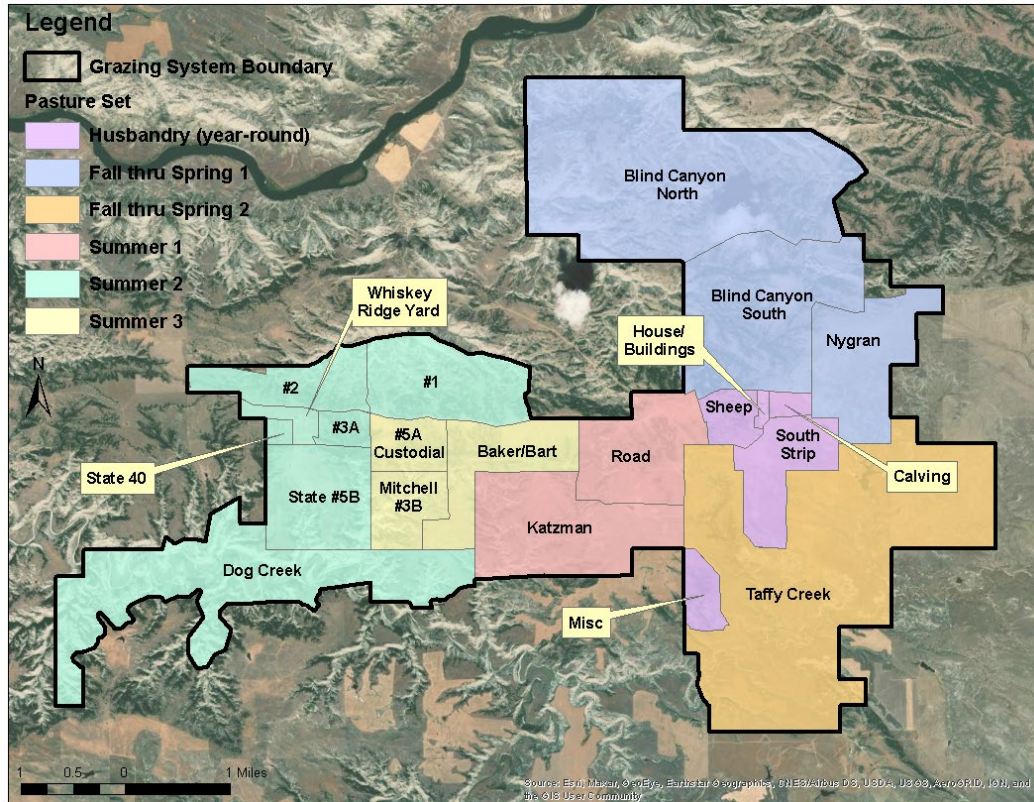 Legend
Grazing System Boundary
Pasture Set
Husbandry (year-round)
Fall thru Spring 1
Fall thru Spring 2
Summer 1
Summer 2
Summer 3
N
Blind Canyon
North
Blind Canyon
South
Nygran
Whiskey
Ridge Yard
House/
Buildings
#2
#1
#3A
#5A
Custodial
Baker/Bart
Road
Sheep
South
Strip
Calving
State 40
State #5B
Mitchell
#3B
Katzman
Dog Creek
Misc
Taffy Creek
1 0.5 0 1 Miles
Source: Esri, Maxar, GeoEye, Earthstar Geographics, CNES/Airbus DS, USDA, USGS, AeroGRID, IGN, and
the GIS User Community